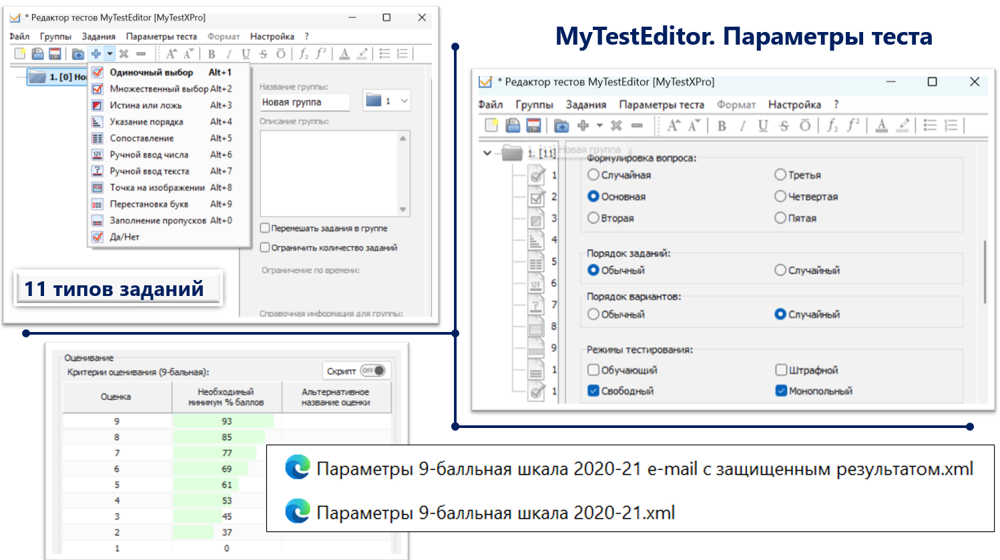 MyTestEditor. Параметры теста
* Редактор тестов MyTestEditor [MyTestXPro]
Файл Группы Задания Параметры теста Формат Настройка ?
1. [0] Но
Одиночный выбор Alt+1
Множественный выбор Alt+2
Истина или ложь Alt+3
Указание порядка Alt+4
Сопоставление Alt+5
Ручной ввод числа Alt+6
Ручной ввод текста Alt+7
Точка на изображении Alt+8
Перестановка букв Alt+9
Заполнение пропусков Alt+0
Да/Нет
Название группы:
Новая группа 1
Описание группы:
Перемешать задания в группе
Ограничить количество заданий
Ограничение по времени:
Справочная информация для группы:
11 типов заданий
* Редактор тестов MyTestEditor [MyTestXPro]
Файл Группы Задания Параметры теста Формат Настройка ?
1. [11] Новая группа
1
2
3
4
5
6
7
8
9
1
1
Формулировка вопроса:
Случайная Третья
Основная Четвертая
Вторая Пятая
Порядок заданий:
Обычный Случайный
Порядок вариантов:
Обычный Случайный
Режимы тестирования:
Обучающий Штрафной
Свободный Монопольный
Оценивание
Критерии оценивания (9-бальная): Скрипт OFF
Оценка Необходимый минимум % баллов Альтернативное название оценки
9 93
8 85
7 77
6 69
5 61
4 53
3 45
2 37
1 0
Параметры 9-балльная шкала 2020-21 e-mail с защищенным результатом.xml
Параметры 9-балльная шкала 2020-21.xml